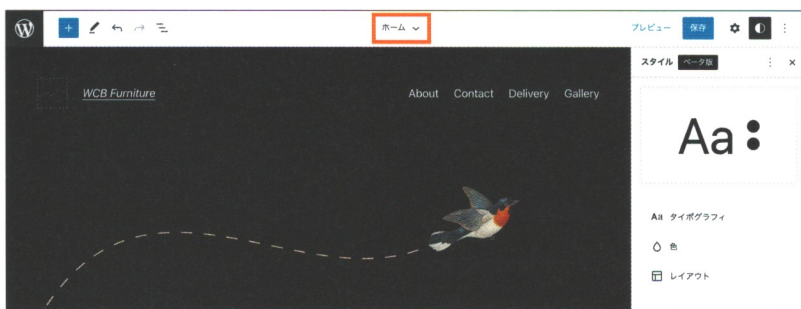 ホーム
プレビュー
保存
スタイル
ベータ版
WCB Furniture
About Contact Delivery Gallery
Aa
Aa タイポグラフィ
色
レイアウト